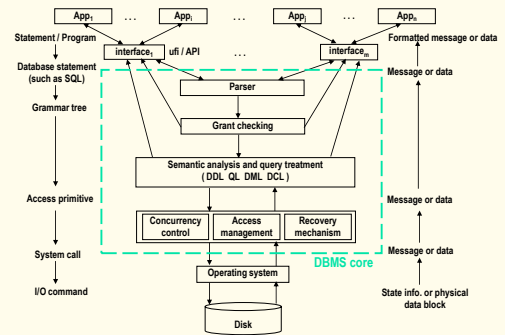 App1 ... Appi Appj ... Appn
Statement / Program
Formatted message or data
interface1 ufi / API ... interfacem
Database statement
(such as SQL)
Message or data
Parser
Grammar tree
Grant checking
Semantic analysis and query treatment
( DDL QL DML DCL )
Access primitive
Message or data
Concurrency control
Access management
Recovery mechanism
System call
Message or data
DBMS core
Operating system
I/O command
State info. or physical
data block
Disk